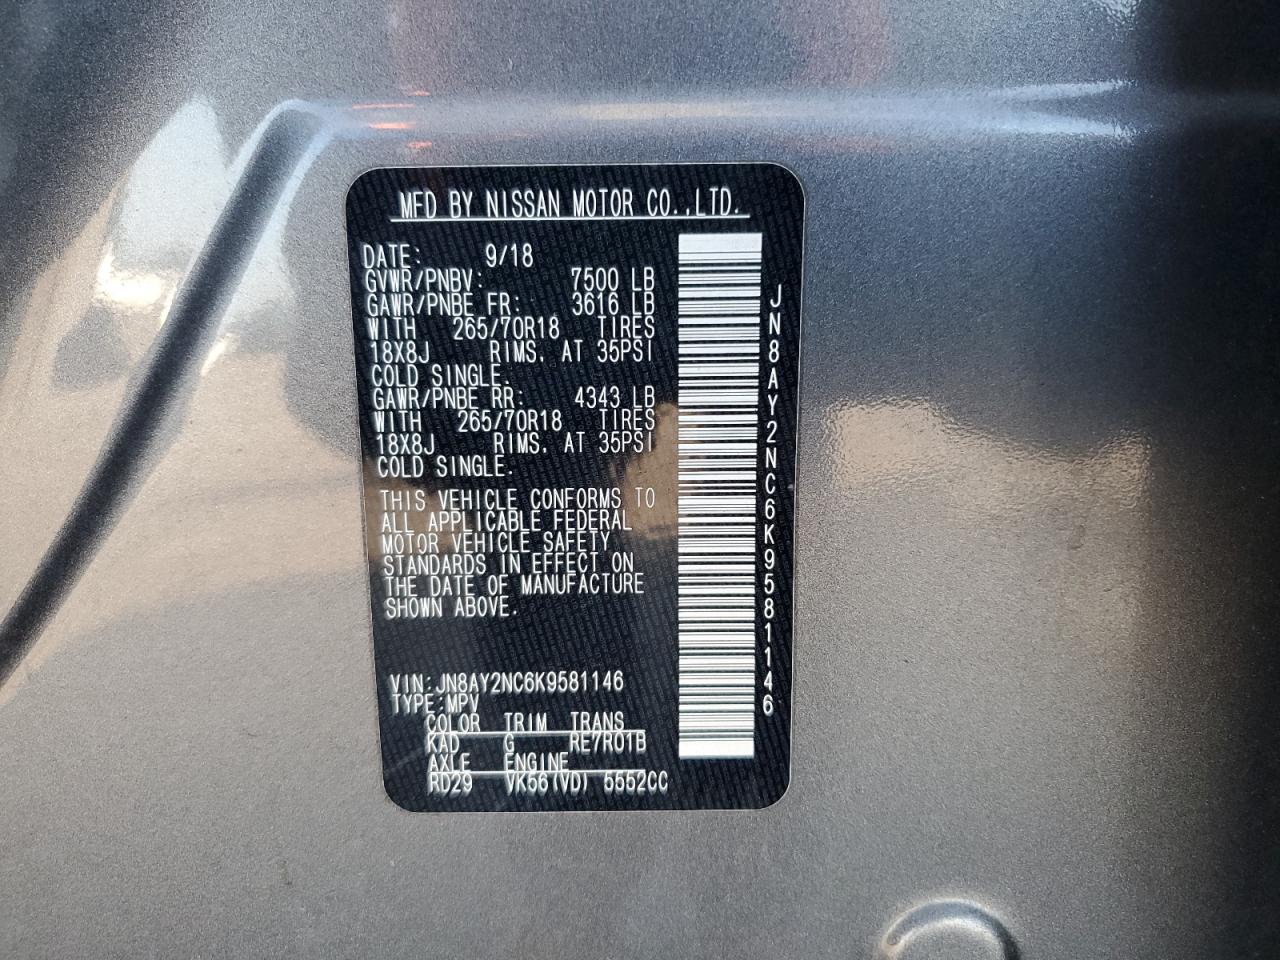 MFD BY NISSAN MOTOR CO.,LTD.
DATE: 9/18
GVWR/PNBV: 7500 LB
GAWR/PNBE FR: 3616 LB
WITH 265/70R18 TIRES
18X8J RIMS. AT 35PSI
COLD SINGLE.
GAWR/PNBE RR: 4343 LB
WITH 265/70R18 TIRES
18X8J RIMS. AT 35PSI
COLD SINGLE.
THIS VEHICLE CONFORMS TO
ALL APPLICABLE FEDERAL
MOTOR VEHICLE SAFETY
STANDARDS IN EFFECT ON
THE DATE OF MANUFACTURE
SHOWN ABOVE.
VIN:JN8AY2NC6K9581146
TYPE:MPV
COLOR TRIM TRANS
KAD G RE7R01B
AXLE ENGINE
RD29 VK56(VD) 5552CC
JN8AY2NC6K9581146